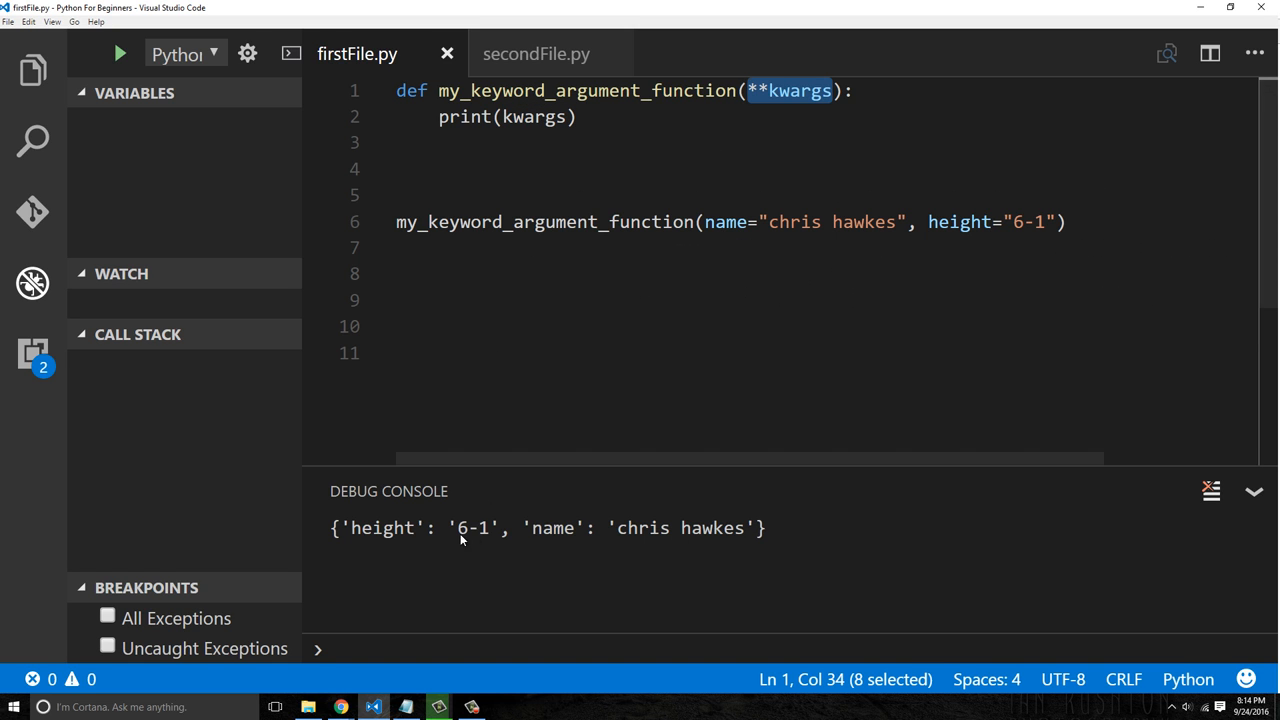 firstFile.py - Python For Beginners - Visual Studio Code
File Edit View Go Help
Python
firstFile.py
secondFile.py
VARIABLES
WATCH
CALL STACK
BREAKPOINTS
All Exceptions
Uncaught Exceptions
2
1 def my_keyword_argument_function(**kwargs):
2 print(kwargs)
3
4
5
6 my_keyword_argument_function(name="chris hawkes", height="6-1")
7
8
9
10
11
DEBUG CONSOLE
{'height': '6-1', 'name': 'chris hawkes'}
0 0
Ln 1, Col 34 (8 selected) Spaces: 4 UTF-8 CRLF Python
I'm Cortana. Ask me anything.
8:14 PM
9/24/2016